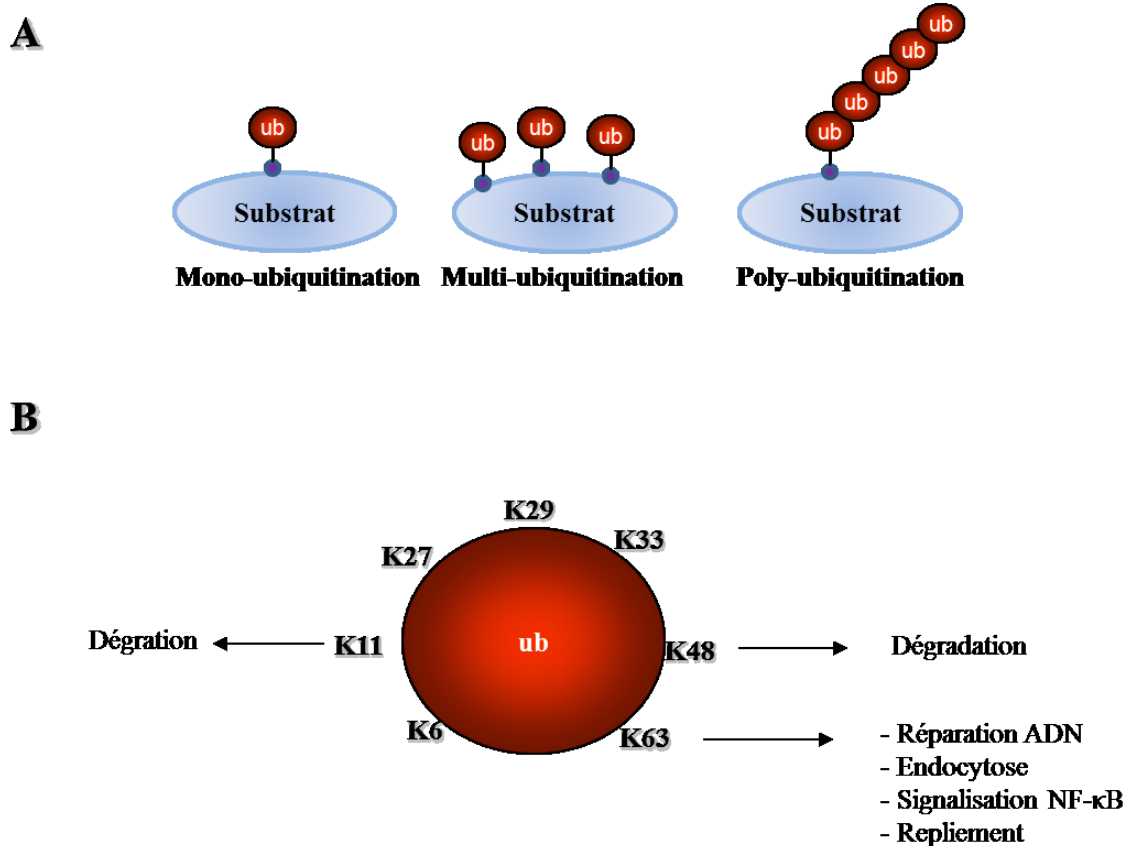 A
ub
ub
ub
ub
ub
ub
ub
ub
ub
Substrat
Substrat
Substrat
Mono-ubiquitination
Multi-ubiquitination
Poly-ubiquitination
B
K29
K27
K33
Dégration
K11
ub
K48
Dégradation
K6
K63
- Réparation ADN
- Endocytose
- Signalisation NF-κB
- Repliement